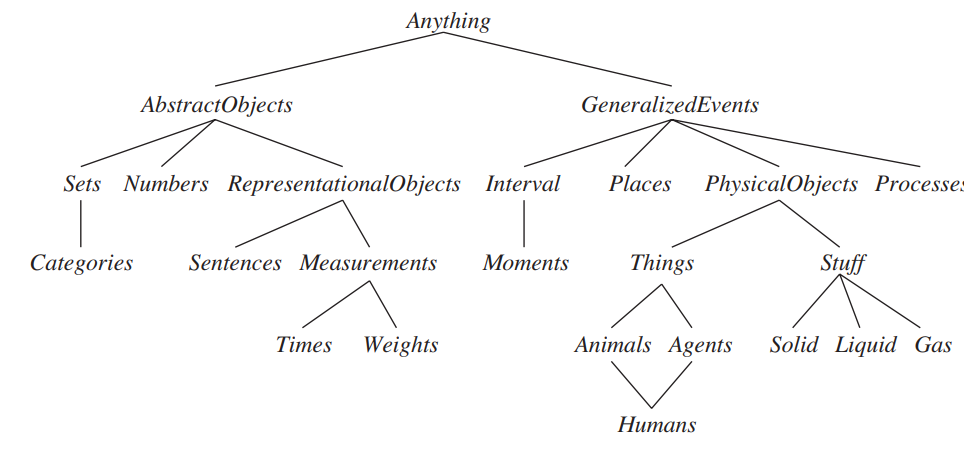 Anything
AbstractObjects GeneralizedEvents
Sets Numbers RepresentationalObjects Interval Places PhysicalObjects Processes
Categories Sentences Measurements Moments Things Stuff
Times Weights Animals Agents Solid Liquid Gas
Humans